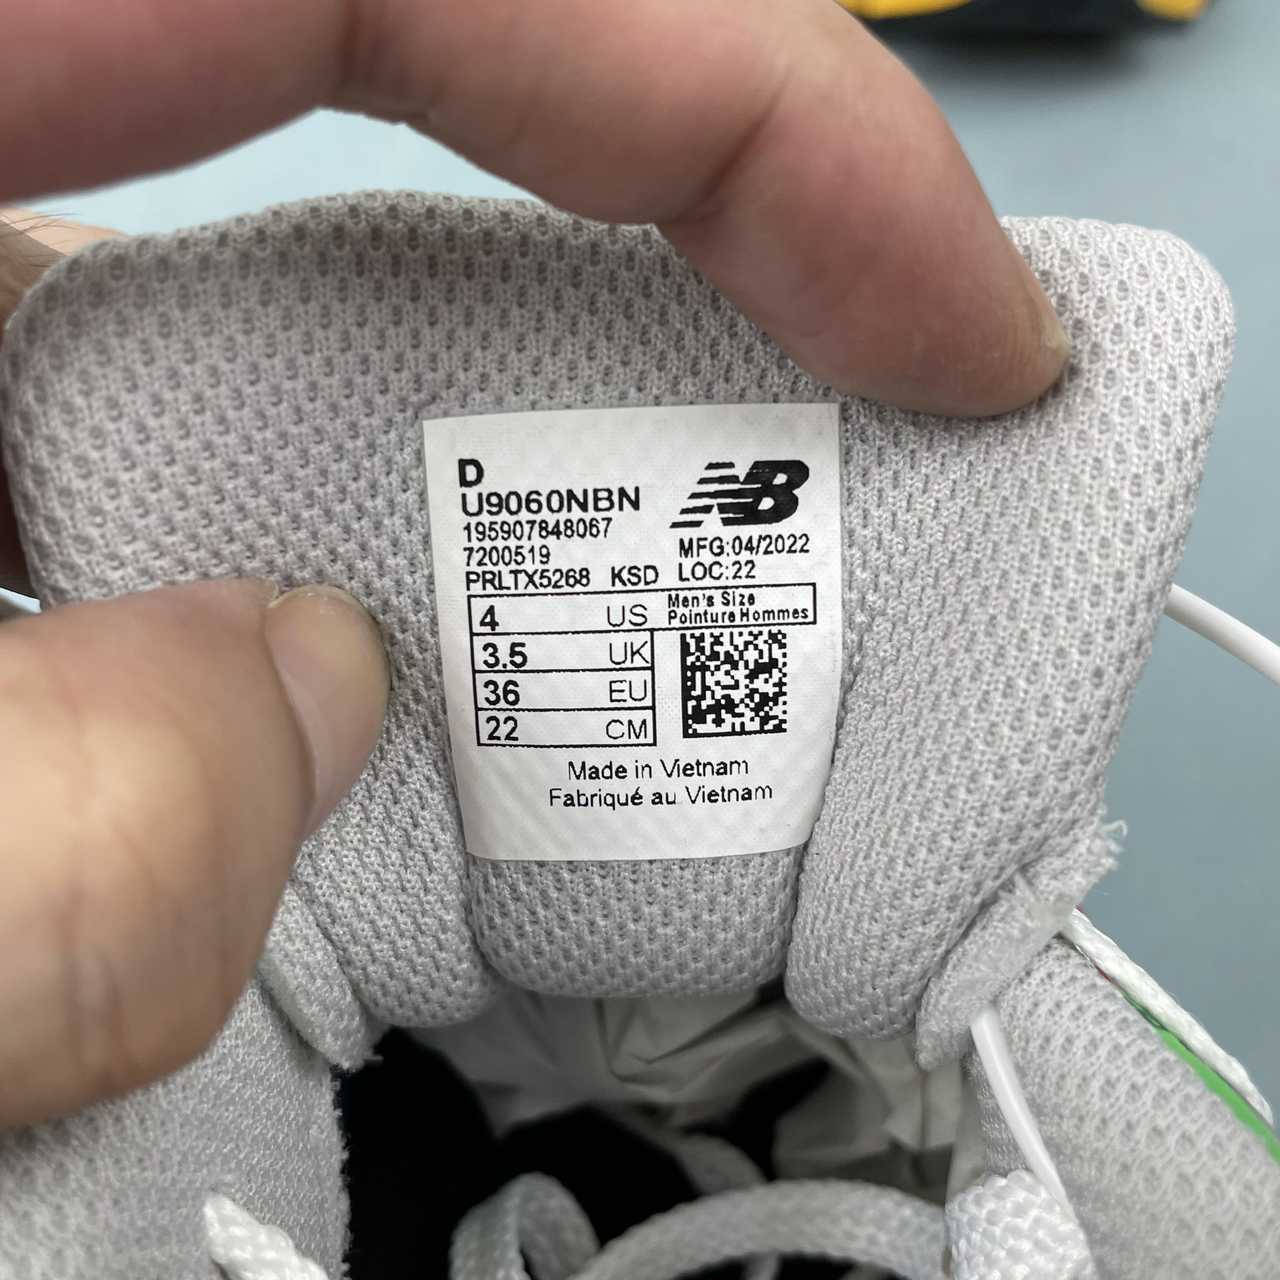 D
U9060NBN
195907848067
7200519
PRLTX5268 KSD
NB
MFG:04/2022
LOC:22
4 US Men's Size
Pointure Hommes
3.5 UK
36 EU
22 CM
Made in Vietnam
Fabriqué au Vietnam